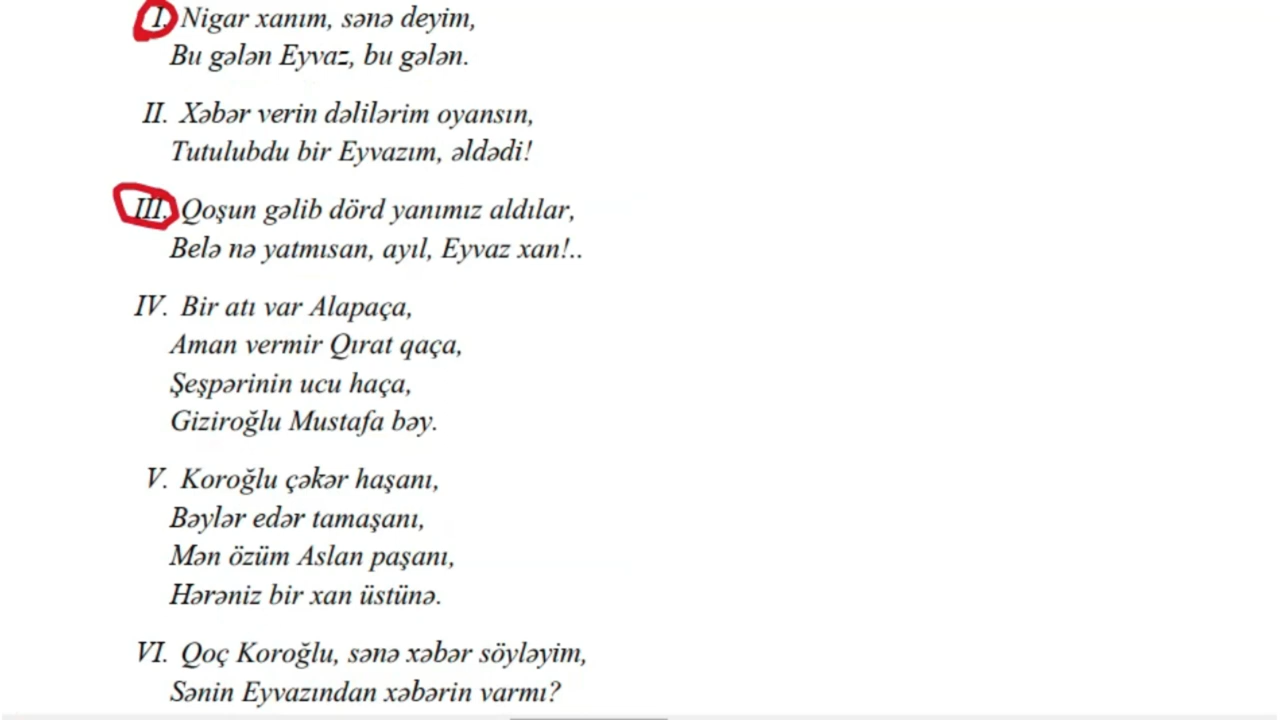 I. Nigar xanım, sənə deyim,
Bu gələn Eyvaz, bu gələn.
II. Xəbər verin dəlilərim oyansın,
Tutulubdu bir Eyvazım, əldədi!
III. Qoşun gəlib dörd yanımız aldılar,
Belə nə yatmısan, ayıl, Eyvaz xan!..
IV. Bir atı var Alapaça,
Aman vermir Qırat qaça,
Şeşpərinin ucu haça,
Giziroğlu Mustafa bəy.
V. Koroğlu çəkər haşanı,
Bəylər edər tamaşanı,
Mən özüm Aslan paşanı,
Hərəniz bir xan üstünə.
VI. Qoç Koroğlu, sənə xəbər söyləyim,
Sənin Eyvazından xəbərin varmı?